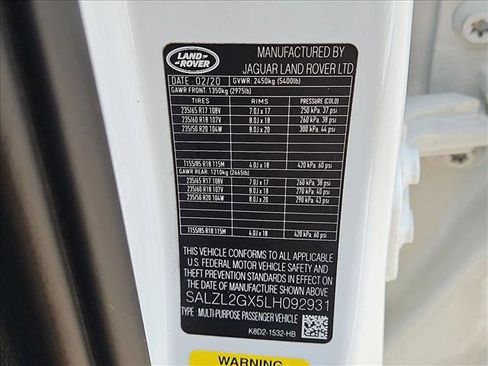 LAND ROVER
MANUFACTURED BY
JAGUAR LAND ROVER LTD
DATE: 02/20 GVWR 2450kg (5400lb)
GAWR FRONT: 1350kg (2975lb)
TIRES RIMS PRESSURE (COLD)
235/65 R17 108V 7.0J x 17 250 kPa, 37 psi
235/60 R18 107V 8.0J x 18 260 kPa, 38 psi
235/50 R20 104W 8.0J x 20 300 kPa, 44 psi
T155/85 R18 115M 4.0J x 18 420 kPa, 60 psi
GAWR REAR: 1210kg (2665lb)
235/65 R17 108V 7.0J x 17 260 kPa, 38 psi
235/60 R18 107V 8.0J x 18 270 kPa, 40 psi
235/50 R20 104W 8.0J x 20 290 kPa, 43 psi
T155/85 R18 115M 4.0J x 18 420 kPa, 60 psi
THIS VEHICLE CONFORMS TO ALL APPLICABLE
U.S FEDERAL MOTOR VEHICLE SAFETY AND
THEFT PREVENTION STANDARDS IN EFFECT ON
THE DATE OF MANUFACTURE SHOWN ABOVE
SALZL2GX5LH092931
TYPE: MULTI-PURPOSE PASSENGER VEHICLE
K8D2-1532-HB
WARNING